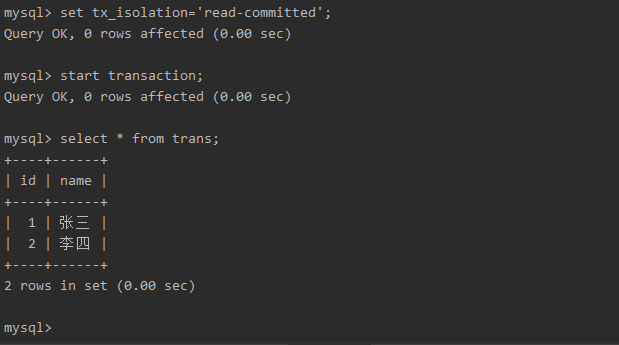 mysql> set tx_isolation='read-committed';
Query OK, 0 rows affected (0.00 sec)
mysql> start transaction;
Query OK, 0 rows affected (0.00 sec)
mysql> select * from trans;
+----+------+
| id | name |
+----+------+
|  1 | 张三 |
|  2 | 李四 |
+----+------+
2 rows in set (0.00 sec)
mysql>